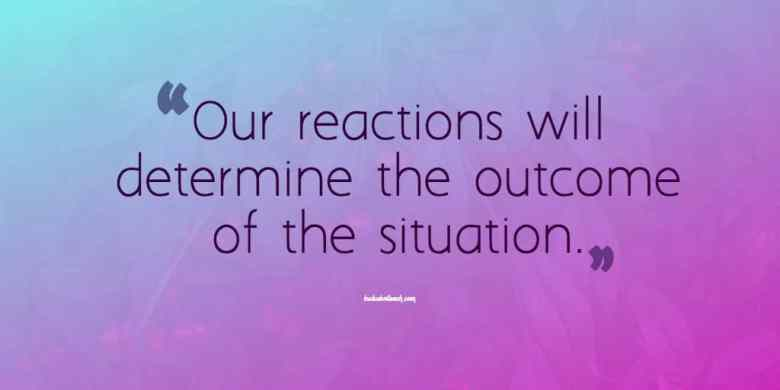 “Our reactions will
determine the outcome
of the situation.”